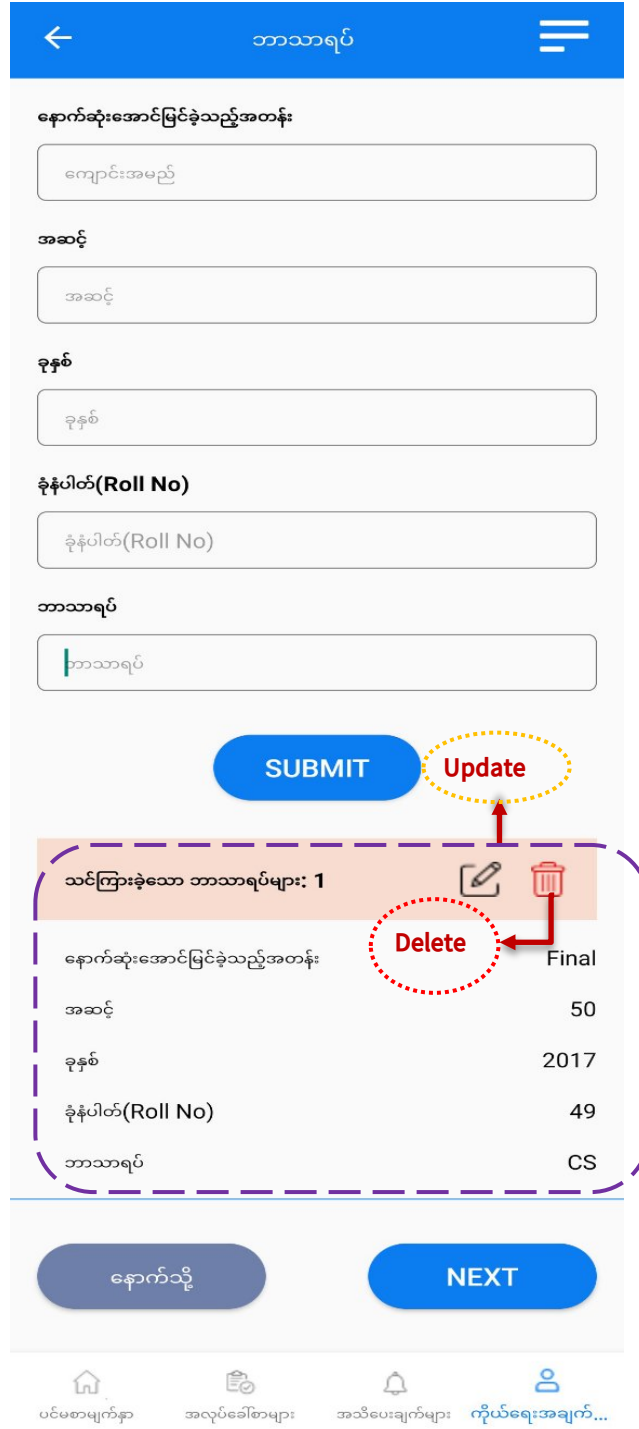 ဘာသာရပ်
နောက်ဆုံးအောင်မြင်ခဲ့သည့်အတန်း
ကျောင်းအမည်
အဆင့်
အဆင့်
ခုနှစ်
ခုနှစ်
ခုံနံပါတ်(Roll No)
ခုံနံပါတ်(Roll No)
ဘာသာရပ်
ဘာသာရပ်
SUBMIT Update
သင်ကြားခဲ့သော ဘာသာရပ်များ: 1
Delete
နောက်ဆုံးအောင်မြင်ခဲ့သည့်အတန်း Final
အဆင့် 50
ခုနှစ် 2017
ခုံနံပါတ်(Roll No) 49
ဘာသာရပ် CS
နောက်သို့ NEXT
ပင်မစာမျက်နှာ အလုပ်ခေါ်စာများ အသိပေးချက်များ ကိုယ်ရေးအချက်...